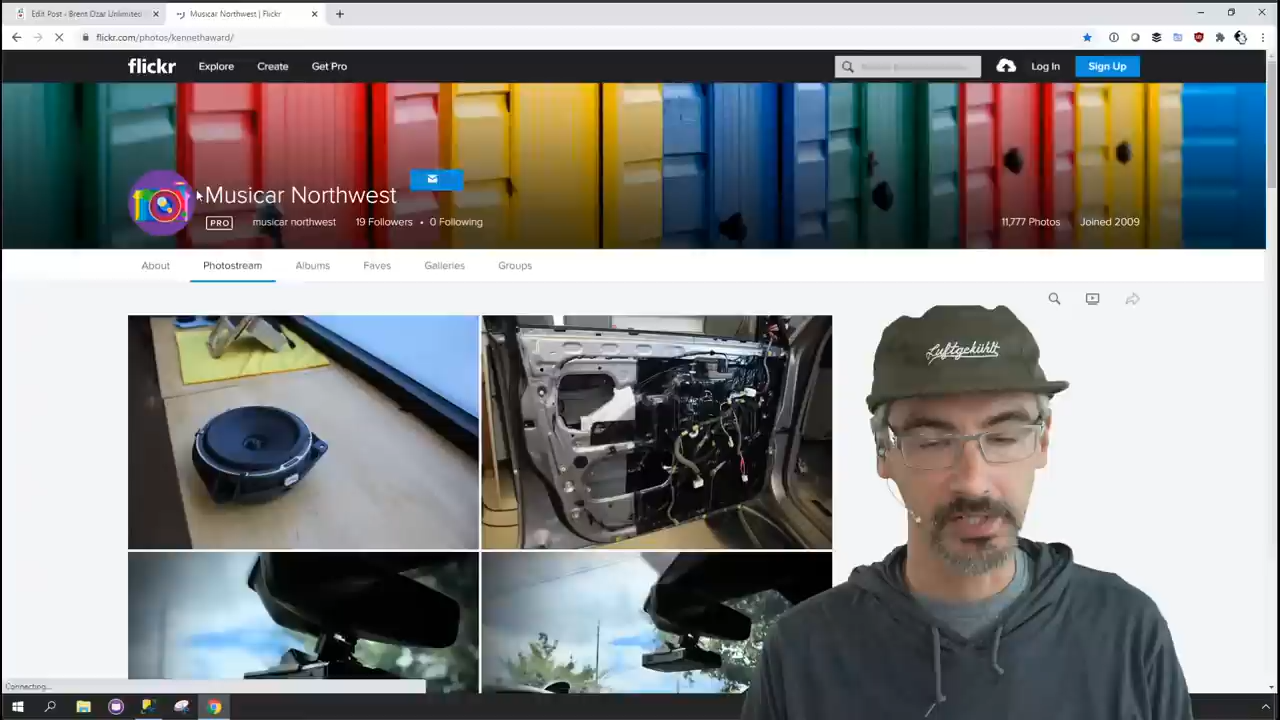 Edit Post - Brent Ozar Unlimited
Musicar Northwest | Flickr
flickr.com/photos/kennethaward/
flickr
Explore
Create
Get Pro
Log In
Sign Up
Musicar Northwest
PRO
musicar northwest
19 Followers • 0 Following
11,777 Photos
Joined 2009
About
Photostream
Albums
Faves
Galleries
Groups
Luftgekühlt
Connecting...